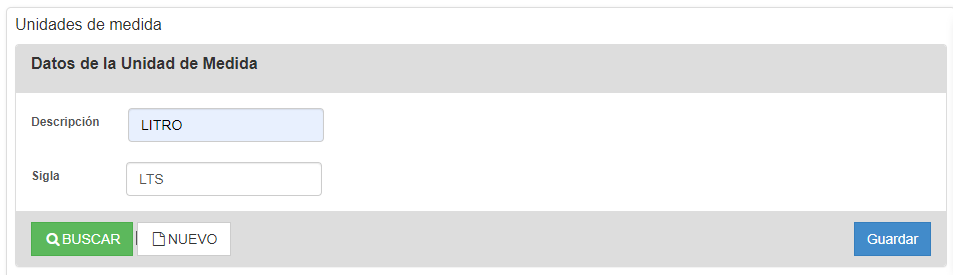 Unidades de medida
Datos de la Unidad de Medida
Descripción LITRO
Sigla LTS
BUSCAR NUEVO Guardar